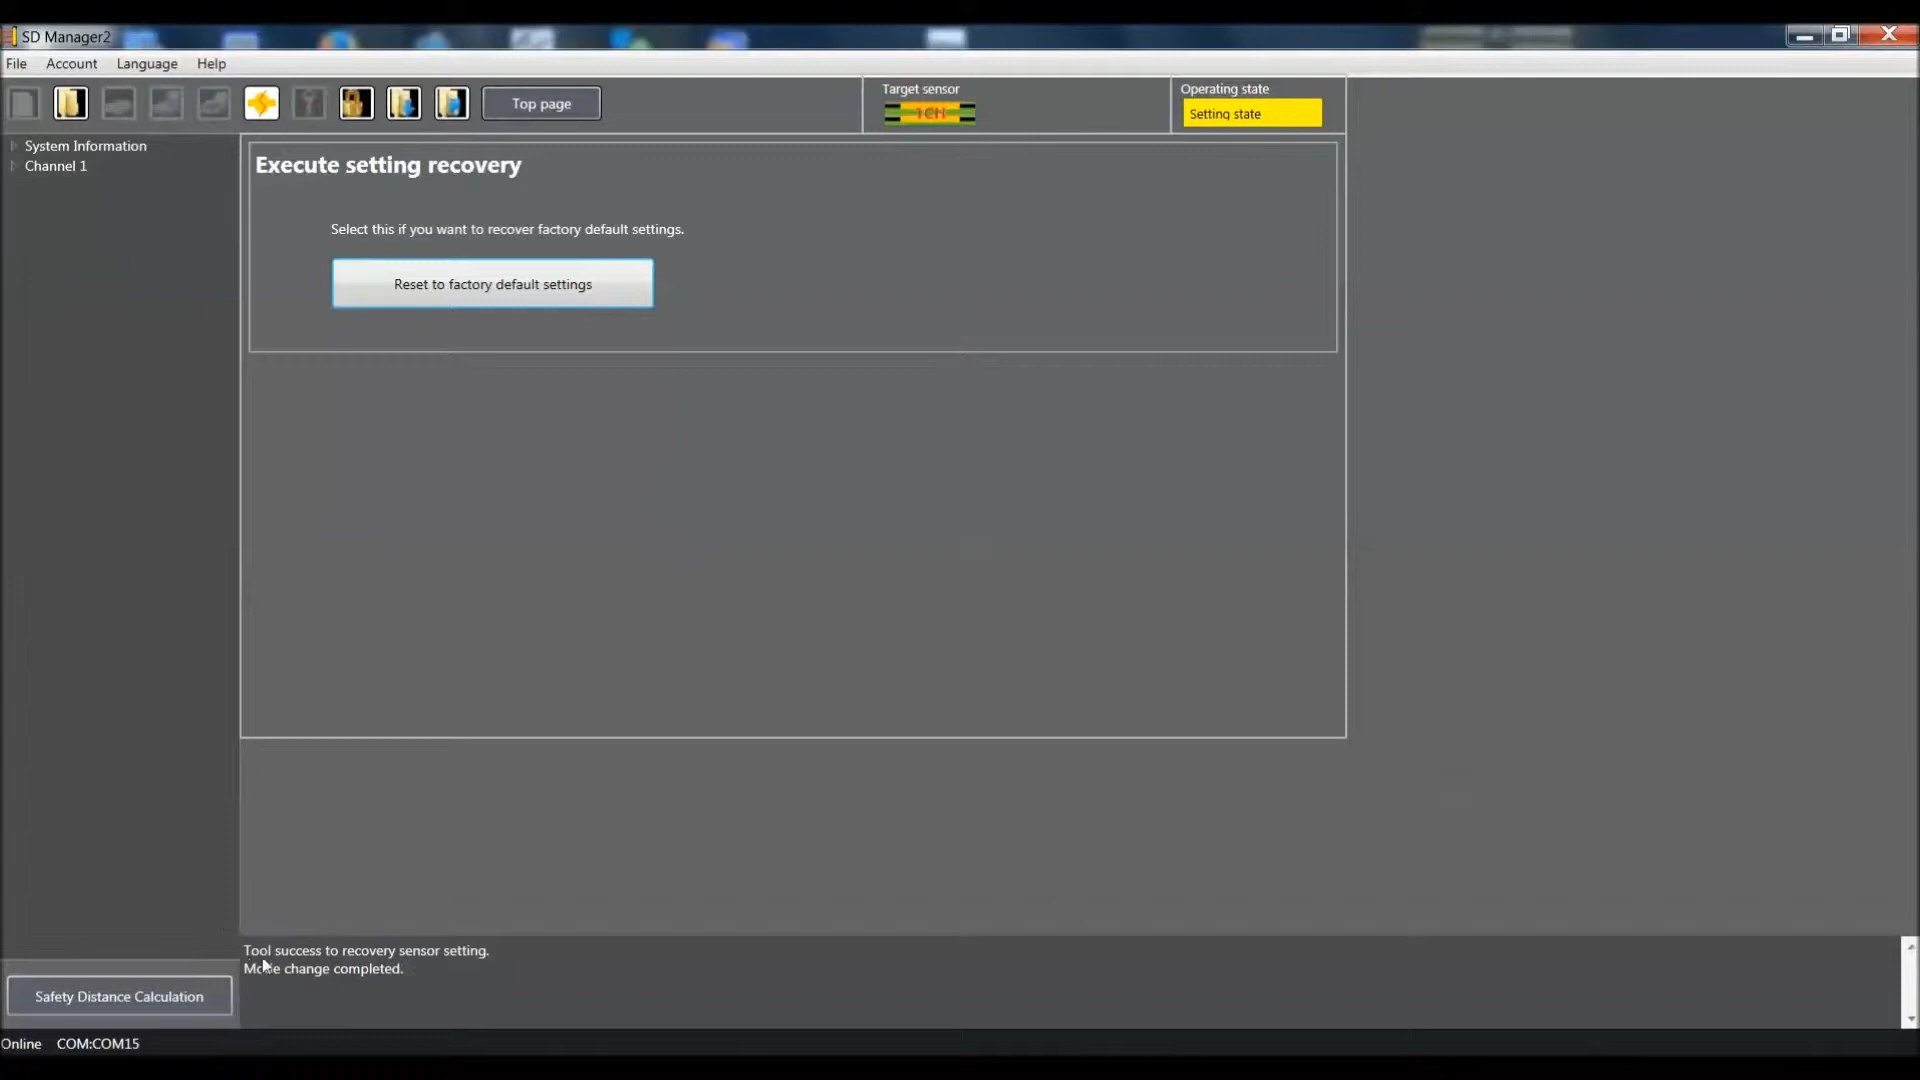 SD Manager2
File Account Language Help
Top page
Target sensor
1CH
Operating state
Setting state
System Information
Channel 1
Execute setting recovery
Select this if you want to recover factory default settings.
Reset to factory default settings
Tool success to recovery sensor setting.
Mode change completed.
Safety Distance Calculation
Online COM:COM15